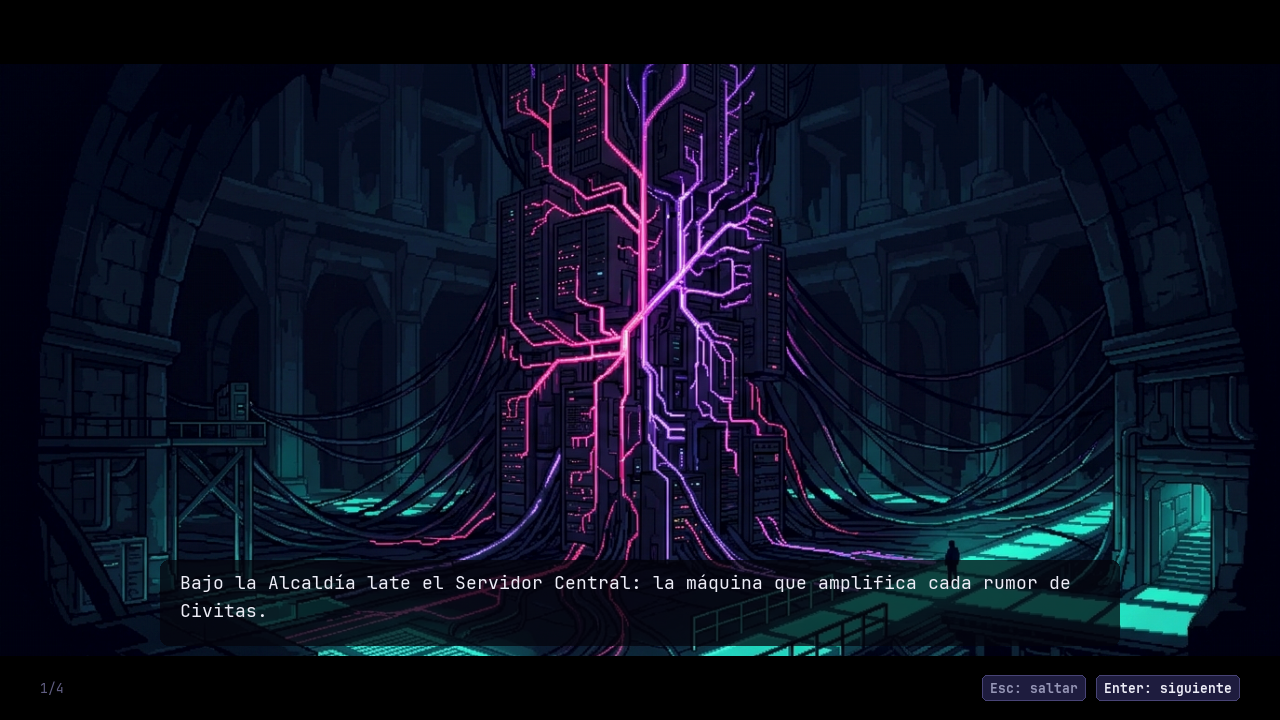 Bajo la Alcaldía late el Servidor Central: la máquina que amplifica cada rumor de
Civitas.
1/4
Esc: saltar
Enter: siguiente